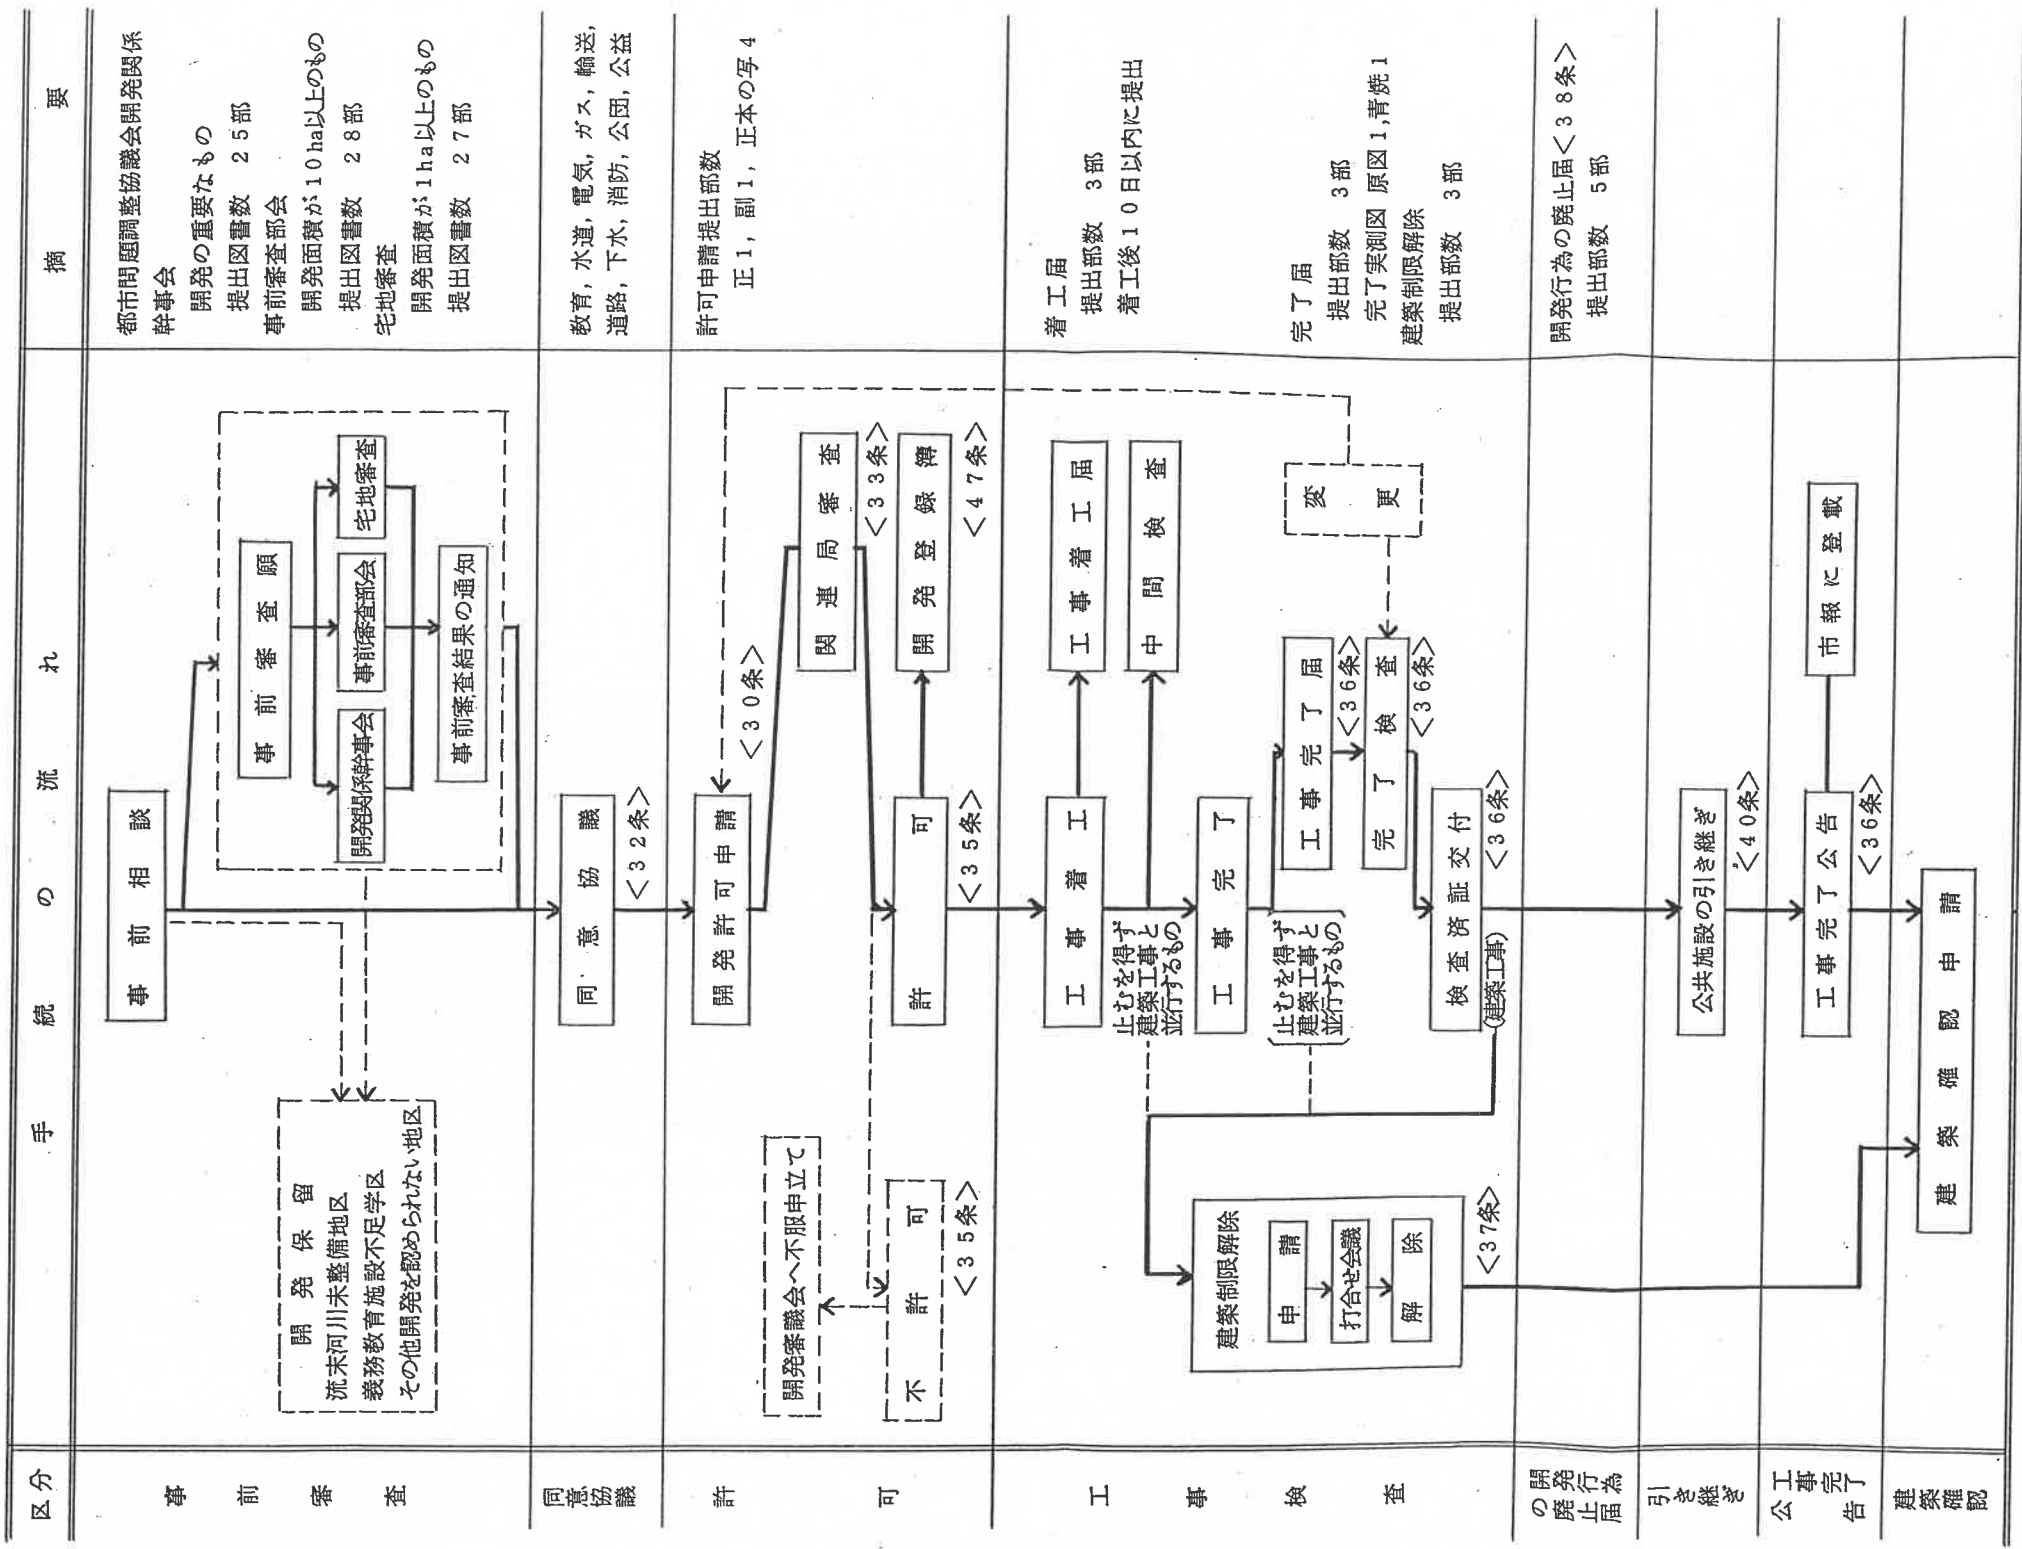 区分
手続の流れ
摘要
事前審査
事前相談
事前審査願
開発関係幹事会
事前審査部会
宅地審査
事前審査結果の通知
開発保留
流末河川未整備地区
義務教育施設不足学区
その他開発を認められない地区
都市問題調整協議会開発関係
幹事会
開発の重要なもの
提出図書数 25部
事前審査部会
開発面積が10ha以上のもの
提出図書数 28部
宅地審査
開発面積が1ha以上のもの
提出図書数 27部
同意協議
同意協議
<32条>
教育,水道,電気,ガス,輸送,
道路,下水,消防,公団,公益
許可
開発許可申請
<30条>
関連局審査
<33条>
開発登録簿
<47条>
許可
<35条>
開発審議会へ不服申立て
不許可
<35条>
許可申請提出部数
正1,副1,正本の写4
工事検査
工事着工
工事着工届
中間検査
止むを得ず
建築工事と
並行するもの
工事完了
工事完了届
<36条>
止むを得ず
建築工事と
並行するもの
完了検査
<36条>
変更
検査済証交付
<36条>
(建築工事)
建築制限解除
申請
打合せ会議
解除
<37条>
着工届
提出部数 3部
着工後10日以内に提出
完了届
提出部数 3部
完了実測図 原図1,青焼1
建築制限解除
提出部数 3部
開発行為
の廃止届
開発行為の廃止届<38条>
提出部数 5部
引き継ぎ
公共施設の引き継ぎ
<40条>
工事完了
公告
工事完了公告
<36条>
市報に登載
建築確認
建築確認申請